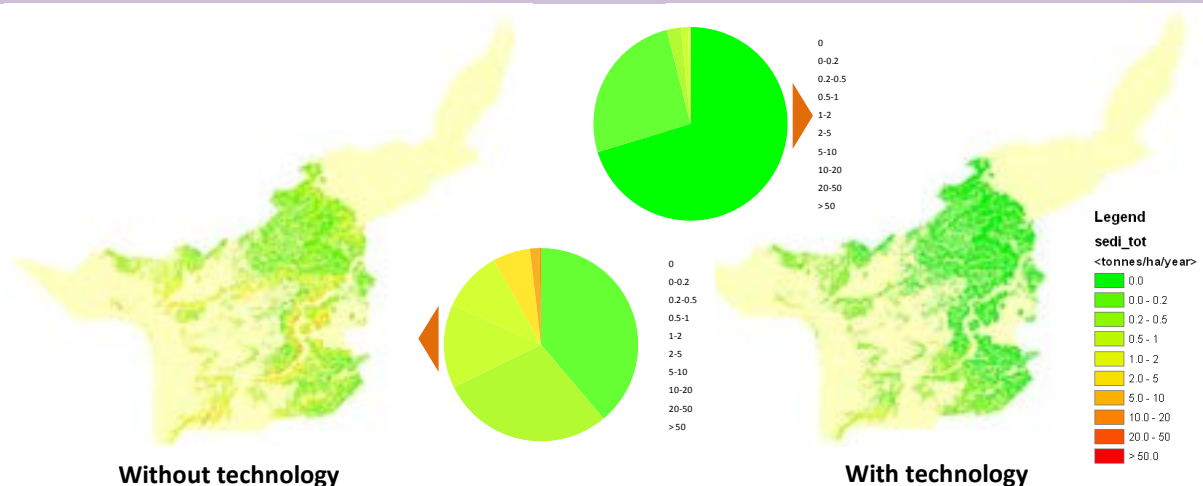 0
0-0.2
0.2-0.5
0.5-1
1-2
2-5
5-10
10-20
20-50
>50
0
0-0.2
0.2-0.5
0.5-1
1-2
2-5
5-10
10-20
20-50
>50
Legend
sedi_tot
<tonnes/ha/year>
0.0
0.0 - 0.2
0.2 - 0.5
0.5 - 1
1.0 - 2
2.0 - 5
5.0 - 10
10.0 - 20
20.0 - 50
> 50.0
Without technology
With technology